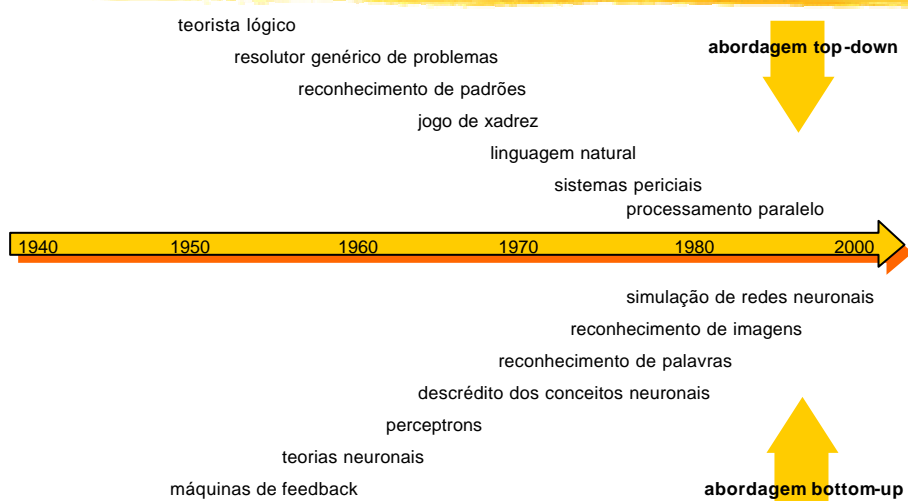 teorista lógico
abordagem top-down
resolutor genérico de problemas
reconhecimento de padrões
jogo de xadrez
linguagem natural
sistemas periciais
processamento paralelo
1940 1950 1960 1970 1980 2000
simulação de redes neuronais
reconhecimento de imagens
reconhecimento de palavras
descrédito dos conceitos neuronais
perceptrons
teorias neuronais
máquinas de feedback
abordagem bottom-up